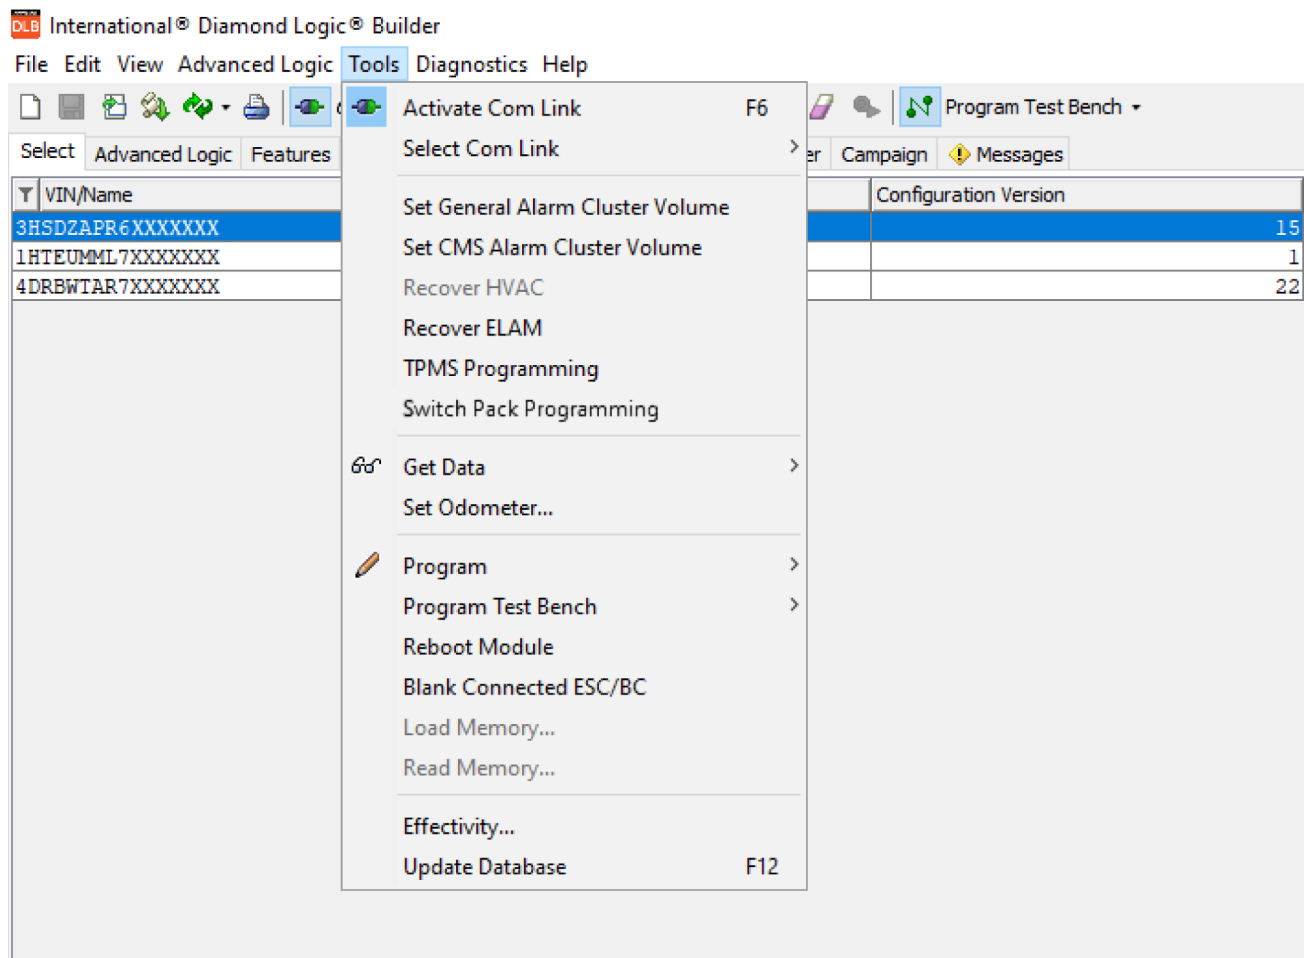 DLB International® Diamond Logic® Builder
File Edit View Advanced Logic Tools Diagnostics Help
Program Test Bench
Select Advanced Logic Features er Campaign Messages
VIN/Name Configuration Version
3HSDZAPR6XXXXXXX 15
1HTEUMML7XXXXXXX 1
4DRBWTAR7XXXXXXX 22
Activate Com Link F6
Select Com Link
Set General Alarm Cluster Volume
Set CMS Alarm Cluster Volume
Recover HVAC
Recover ELAM
TPMS Programming
Switch Pack Programming
Get Data
Set Odometer...
Program
Program Test Bench
Reboot Module
Blank Connected ESC/BC
Load Memory...
Read Memory...
Effectivity...
Update Database F12